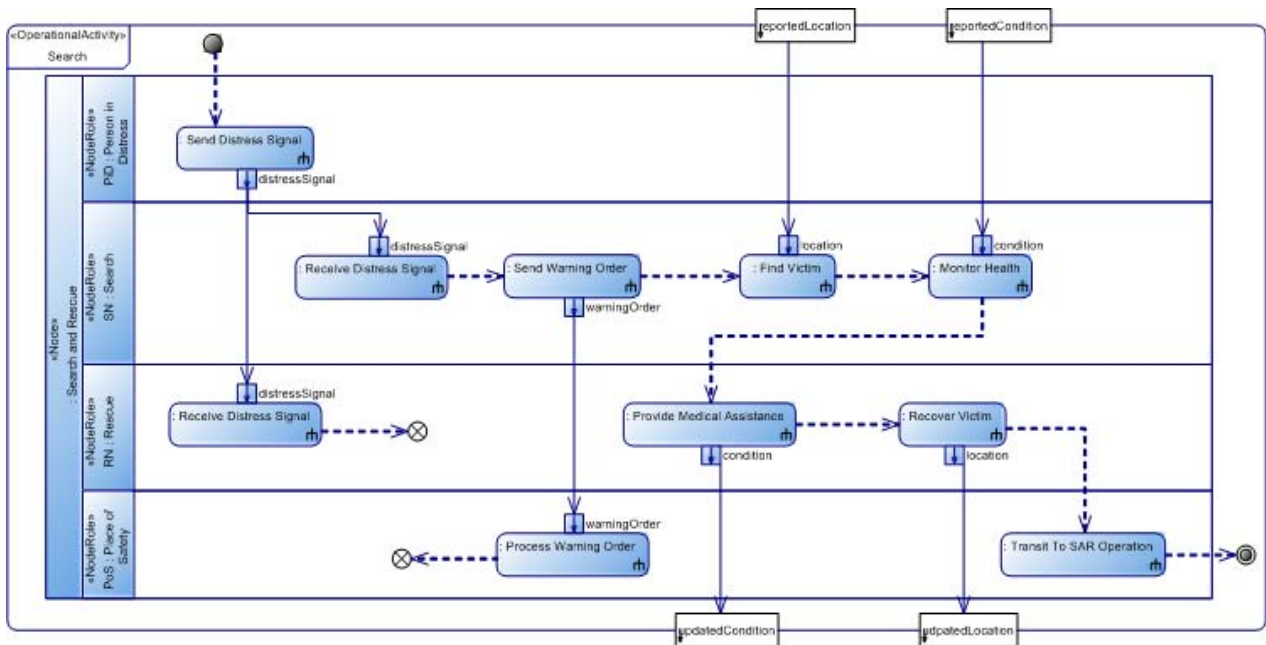 «OperationalActivity»
Search
reportedLocation
reportedCondition
«Node»
: Search and Rescue
«NodeRole»
PiD : Person in
Distress
: Send Distress Signal
distressSignal
«NodeRole»
SN : Search
distressSignal
location
condition
: Receive Distress Signal
: Send Warning Order
: Find Victim
: Monitor Health
warningOrder
«NodeRole»
RN : Rescue
distressSignal
: Receive Distress Signal
: Provide Medical Assistance
: Recover Victim
condition
location
«NodeRole»
PoS : Place of
Safety
warningOrder
: Process Warning Order
: Transit To SAR Operation
updatedCondition
udpatedLocation